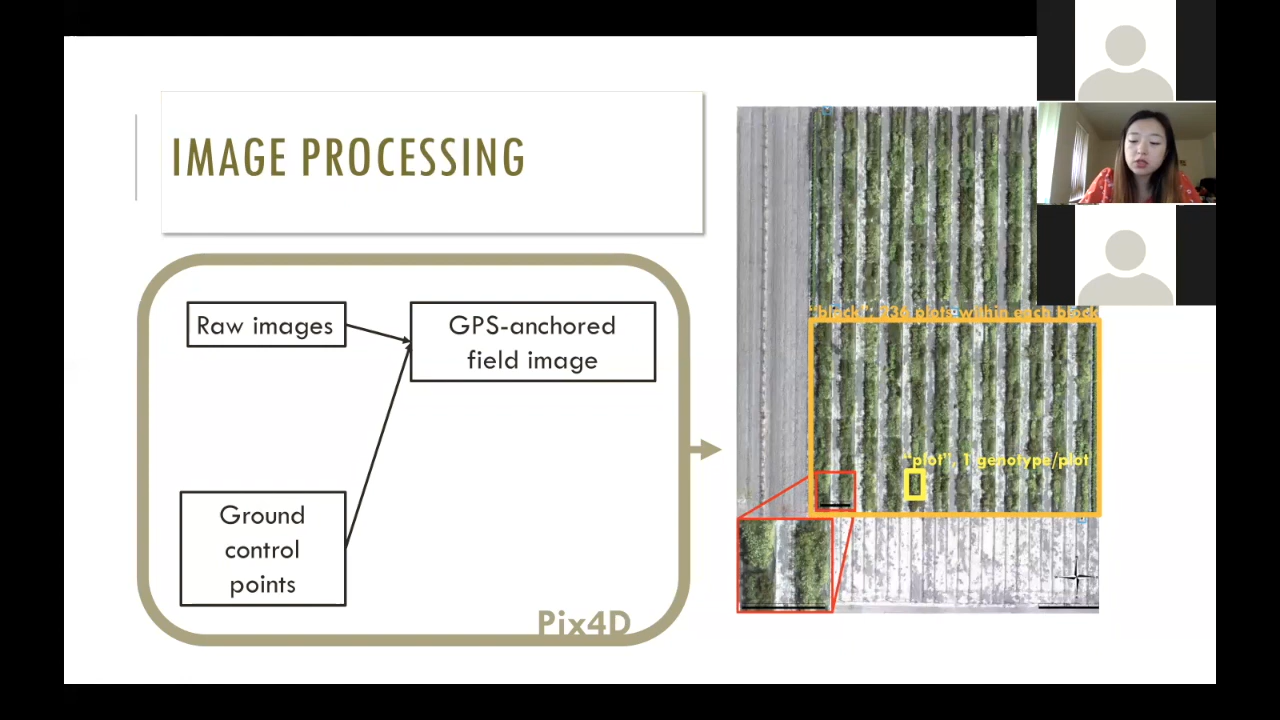 IMAGE PROCESSING
Raw images
GPS-anchored
field image
Ground
control
points
Pix4D
"block", 336 plots within each block
"plot", 1 genotype/plot